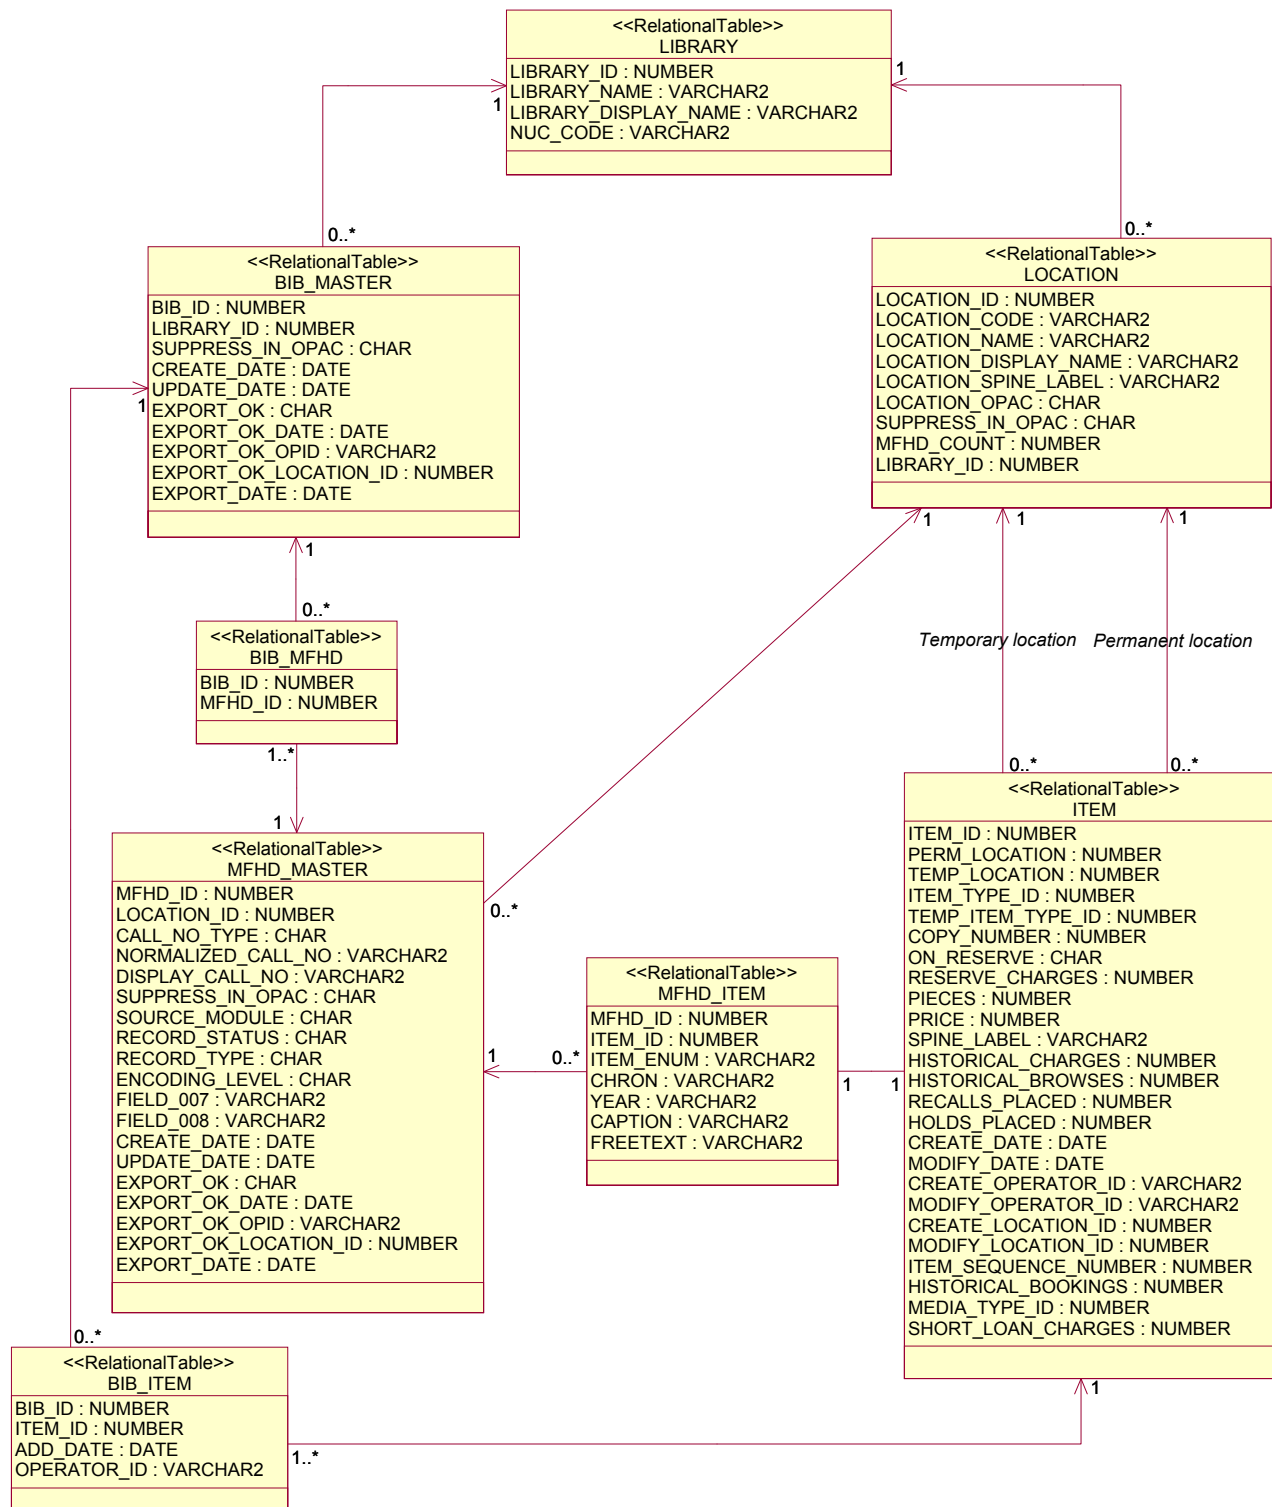 <<RelationalTable>>
LIBRARY
LIBRARY_ID : NUMBER
LIBRARY_NAME : VARCHAR2
LIBRARY_DISPLAY_NAME : VARCHAR2
NUC_CODE : VARCHAR2
1
1
0..*
0..*
<<RelationalTable>>
BIB_MASTER
BIB_ID : NUMBER
LIBRARY_ID : NUMBER
SUPPRESS_IN_OPAC : CHAR
CREATE_DATE : DATE
UPDATE_DATE : DATE
EXPORT_OK : CHAR
EXPORT_OK_DATE : DATE
EXPORT_OK_OPID : VARCHAR2
EXPORT_OK_LOCATION_ID : NUMBER
EXPORT_DATE : DATE
1
1
<<RelationalTable>>
LOCATION
LOCATION_ID : NUMBER
LOCATION_CODE : VARCHAR2
LOCATION_NAME : VARCHAR2
LOCATION_DISPLAY_NAME : VARCHAR2
LOCATION_SPINE_LABEL : VARCHAR2
LOCATION_OPAC : CHAR
SUPPRESS_IN_OPAC : CHAR
MFHD_COUNT : NUMBER
LIBRARY_ID : NUMBER
1
1
1
0..*
<<RelationalTable>>
BIB_MFHD
BIB_ID : NUMBER
MFHD_ID : NUMBER
1..*
1
Temporary location
Permanent location
0..*
0..*
<<RelationalTable>>
MFHD_MASTER
MFHD_ID : NUMBER
LOCATION_ID : NUMBER
CALL_NO_TYPE : CHAR
NORMALIZED_CALL_NO : VARCHAR2
DISPLAY_CALL_NO : VARCHAR2
SUPPRESS_IN_OPAC : CHAR
SOURCE_MODULE : CHAR
RECORD_STATUS : CHAR
RECORD_TYPE : CHAR
ENCODING_LEVEL : CHAR
FIELD_007 : VARCHAR2
FIELD_008 : VARCHAR2
CREATE_DATE : DATE
UPDATE_DATE : DATE
EXPORT_OK : CHAR
EXPORT_OK_DATE : DATE
EXPORT_OK_OPID : VARCHAR2
EXPORT_OK_LOCATION_ID : NUMBER
EXPORT_DATE : DATE
0..*
1
0..*
<<RelationalTable>>
MFHD_ITEM
MFHD_ID : NUMBER
ITEM_ID : NUMBER
ITEM_ENUM : VARCHAR2
CHRON : VARCHAR2
YEAR : VARCHAR2
CAPTION : VARCHAR2
FREETEXT : VARCHAR2
1
1
<<RelationalTable>>
ITEM
ITEM_ID : NUMBER
PERM_LOCATION : NUMBER
TEMP_LOCATION : NUMBER
ITEM_TYPE_ID : NUMBER
TEMP_ITEM_TYPE_ID : NUMBER
COPY_NUMBER : NUMBER
ON_RESERVE : CHAR
RESERVE_CHARGES : NUMBER
PIECES : NUMBER
PRICE : NUMBER
SPINE_LABEL : VARCHAR2
HISTORICAL_CHARGES : NUMBER
HISTORICAL_BROWSES : NUMBER
RECALLS_PLACED : NUMBER
HOLDS_PLACED : NUMBER
CREATE_DATE : DATE
MODIFY_DATE : DATE
CREATE_OPERATOR_ID : VARCHAR2
MODIFY_OPERATOR_ID : VARCHAR2
CREATE_LOCATION_ID : NUMBER
MODIFY_LOCATION_ID : NUMBER
ITEM_SEQUENCE_NUMBER : NUMBER
HISTORICAL_BOOKINGS : NUMBER
MEDIA_TYPE_ID : NUMBER
SHORT_LOAN_CHARGES : NUMBER
0..*
<<RelationalTable>>
BIB_ITEM
BIB_ID : NUMBER
ITEM_ID : NUMBER
ADD_DATE : DATE
OPERATOR_ID : VARCHAR2
1..*
1